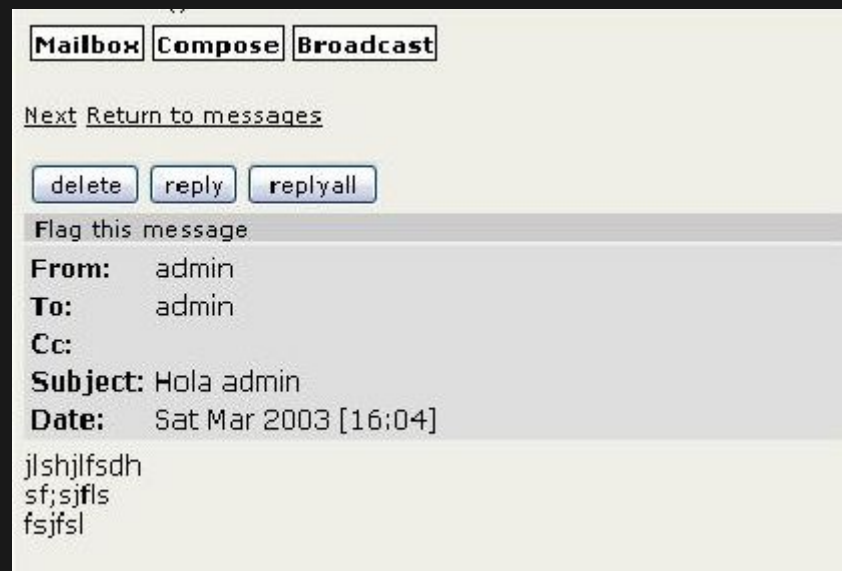 Mailbox Compose Broadcast
Next Return to messages
delete reply replyall
Flag this message
From: admin
To: admin
Cc:
Subject: Hola admin
Date: Sat Mar 2003 [16:04]
jlshjlfsdh
sf;sjfls
fsjfsl